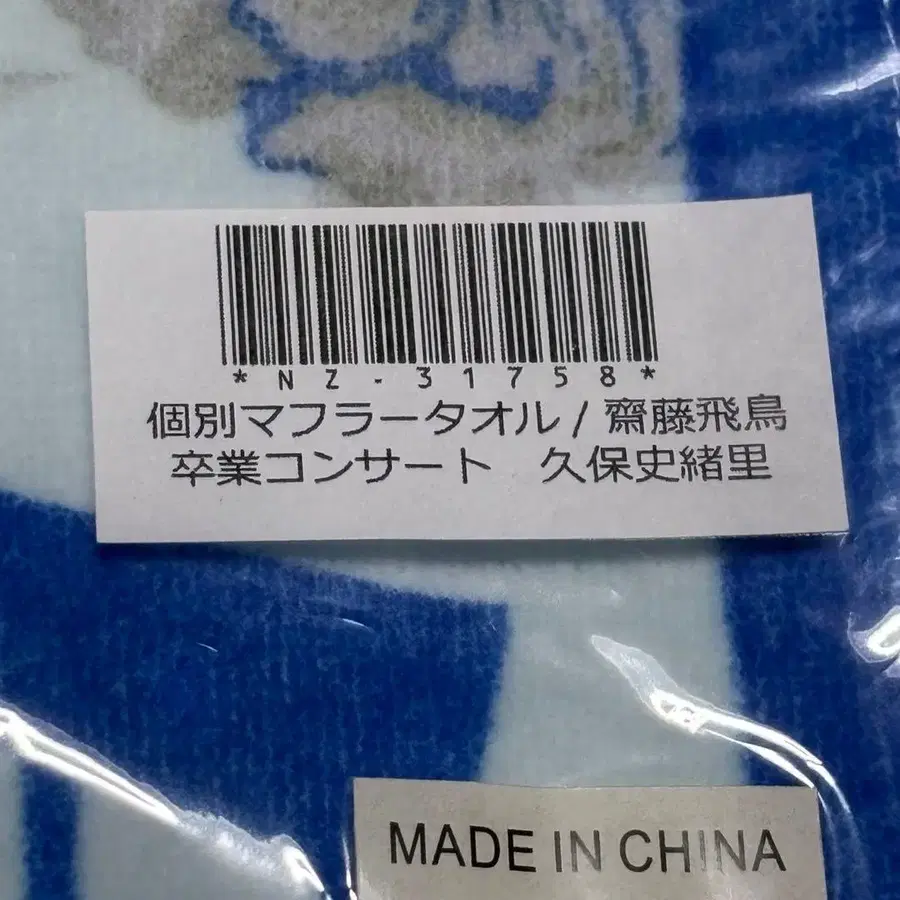 *NZ-31758*
個別マフラータオル/齋藤飛鳥
卒業コンサート　久保史緒里
MADE IN CHINA